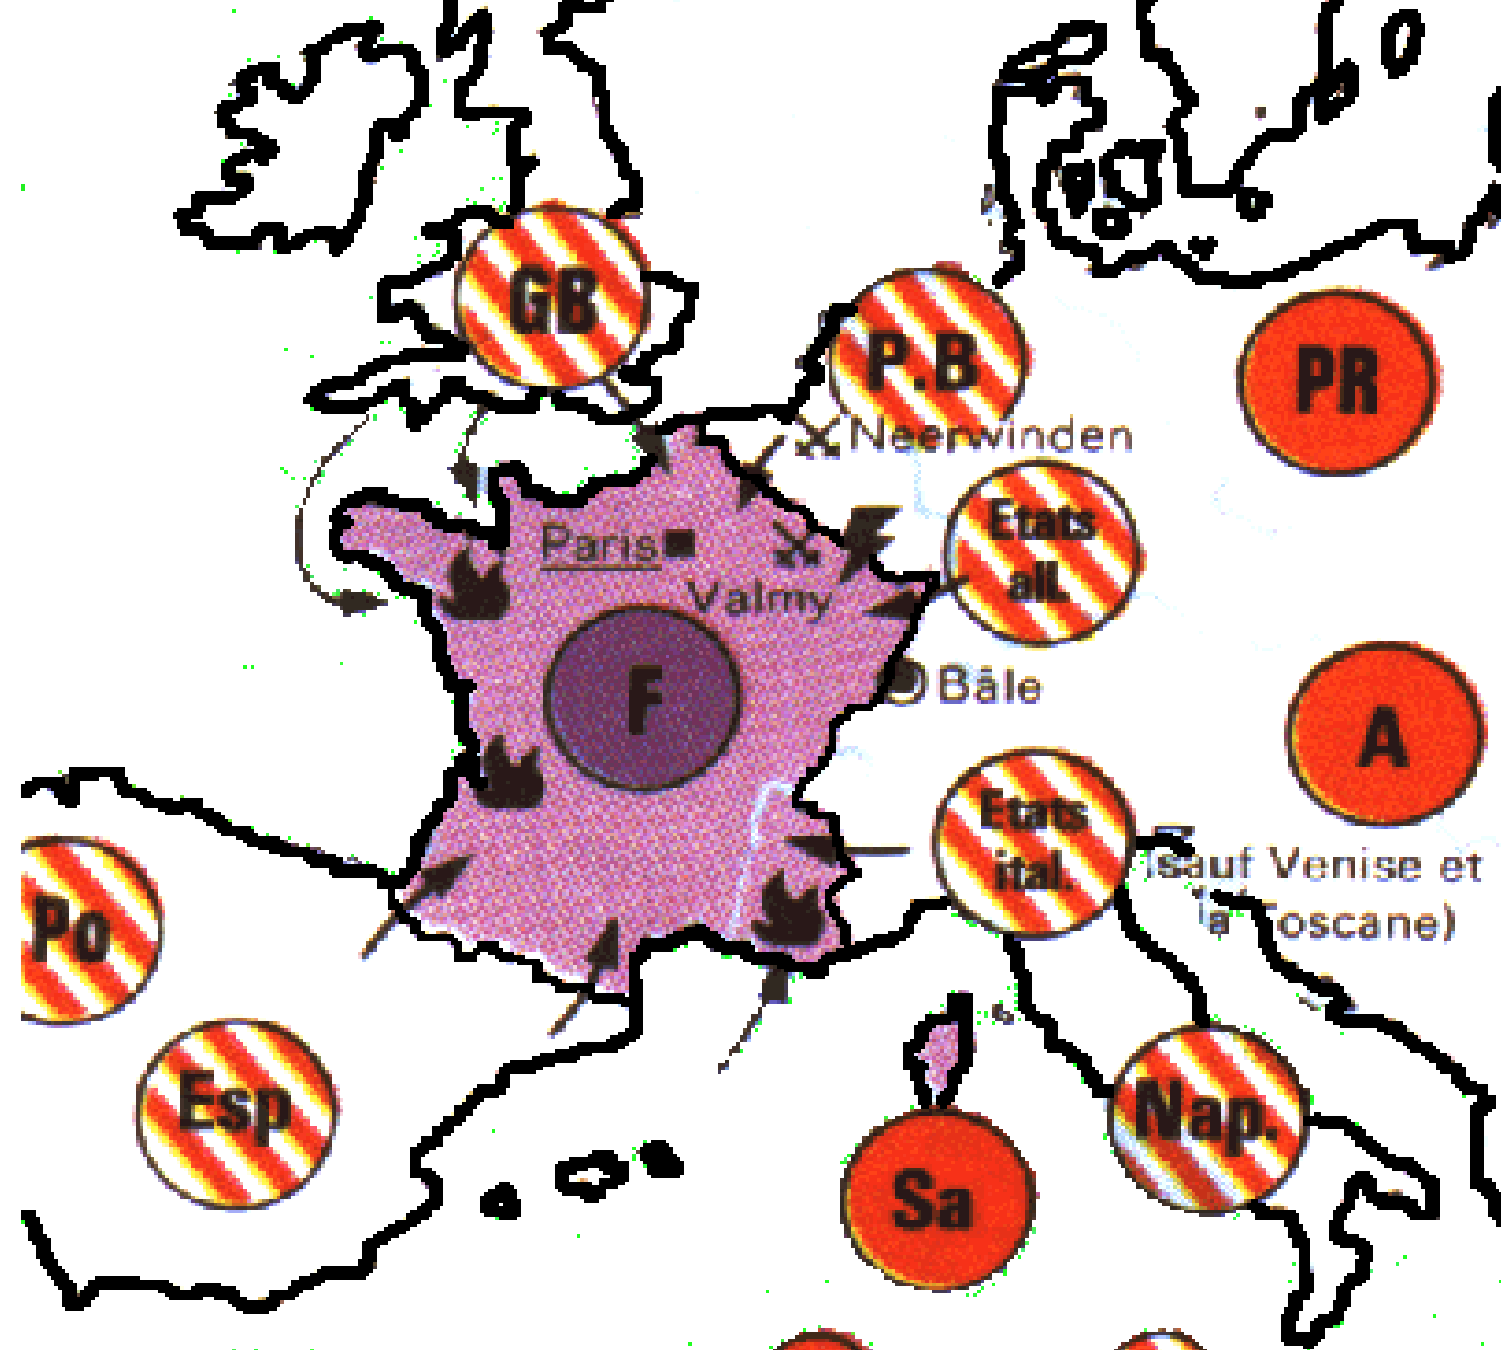 GB
P.B
PR
Neerwinden
Etats
all.
Paris
Valmy
F
Bâle
A
Etats
ital.
(sauf Venise et
la Toscane)
Po
Esp
Nap.
Sa